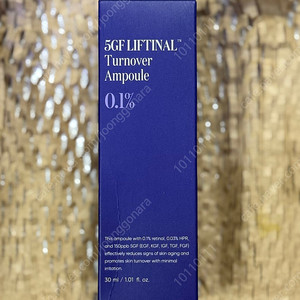 5GF LIFTINAL™
Turnover
Ampoule
0.1%
This ampoule with 0.1% retinal, 0.03% HPR,
and 150ppb 5GF (EGF, KGF, IGF, TGF, FGF)
effectively reduces signs of skin aging and
promotes skin turnover with minimal
irritation.
30 ml / 1.01 fl. oz.